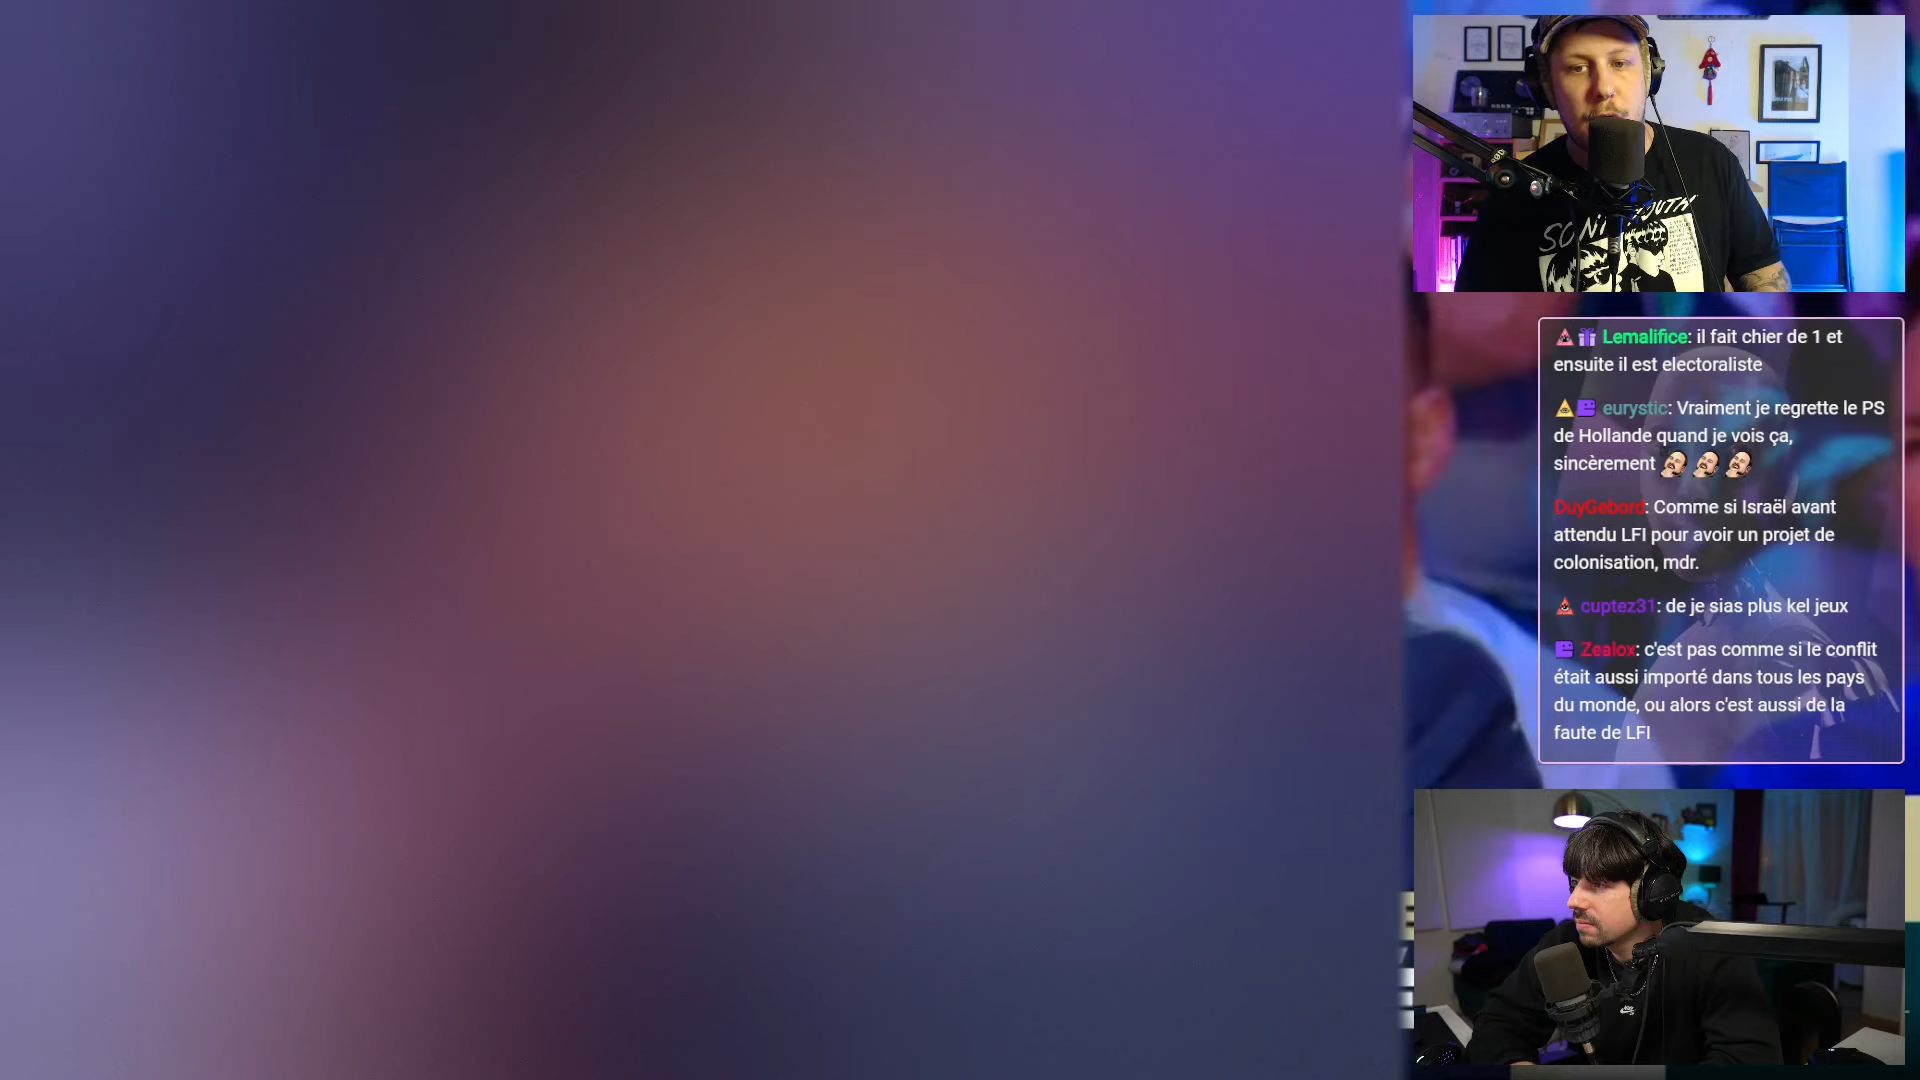 SONIC YOUTH
Lemalifice: il fait chier de 1 et
ensuite il est electoraliste
eurystic: Vraiment je regrette le PS
de Hollande quand je vois ça,
sincèrement
DuyGebord: Comme si Israël avant
attendu LFI pour avoir un projet de
colonisation, mdr.
cuptez31: de je sias plus kel jeux
Zealox: c'est pas comme si le conflit
était aussi importé dans tous les pays
du monde, ou alors c'est aussi de la
faute de LFI